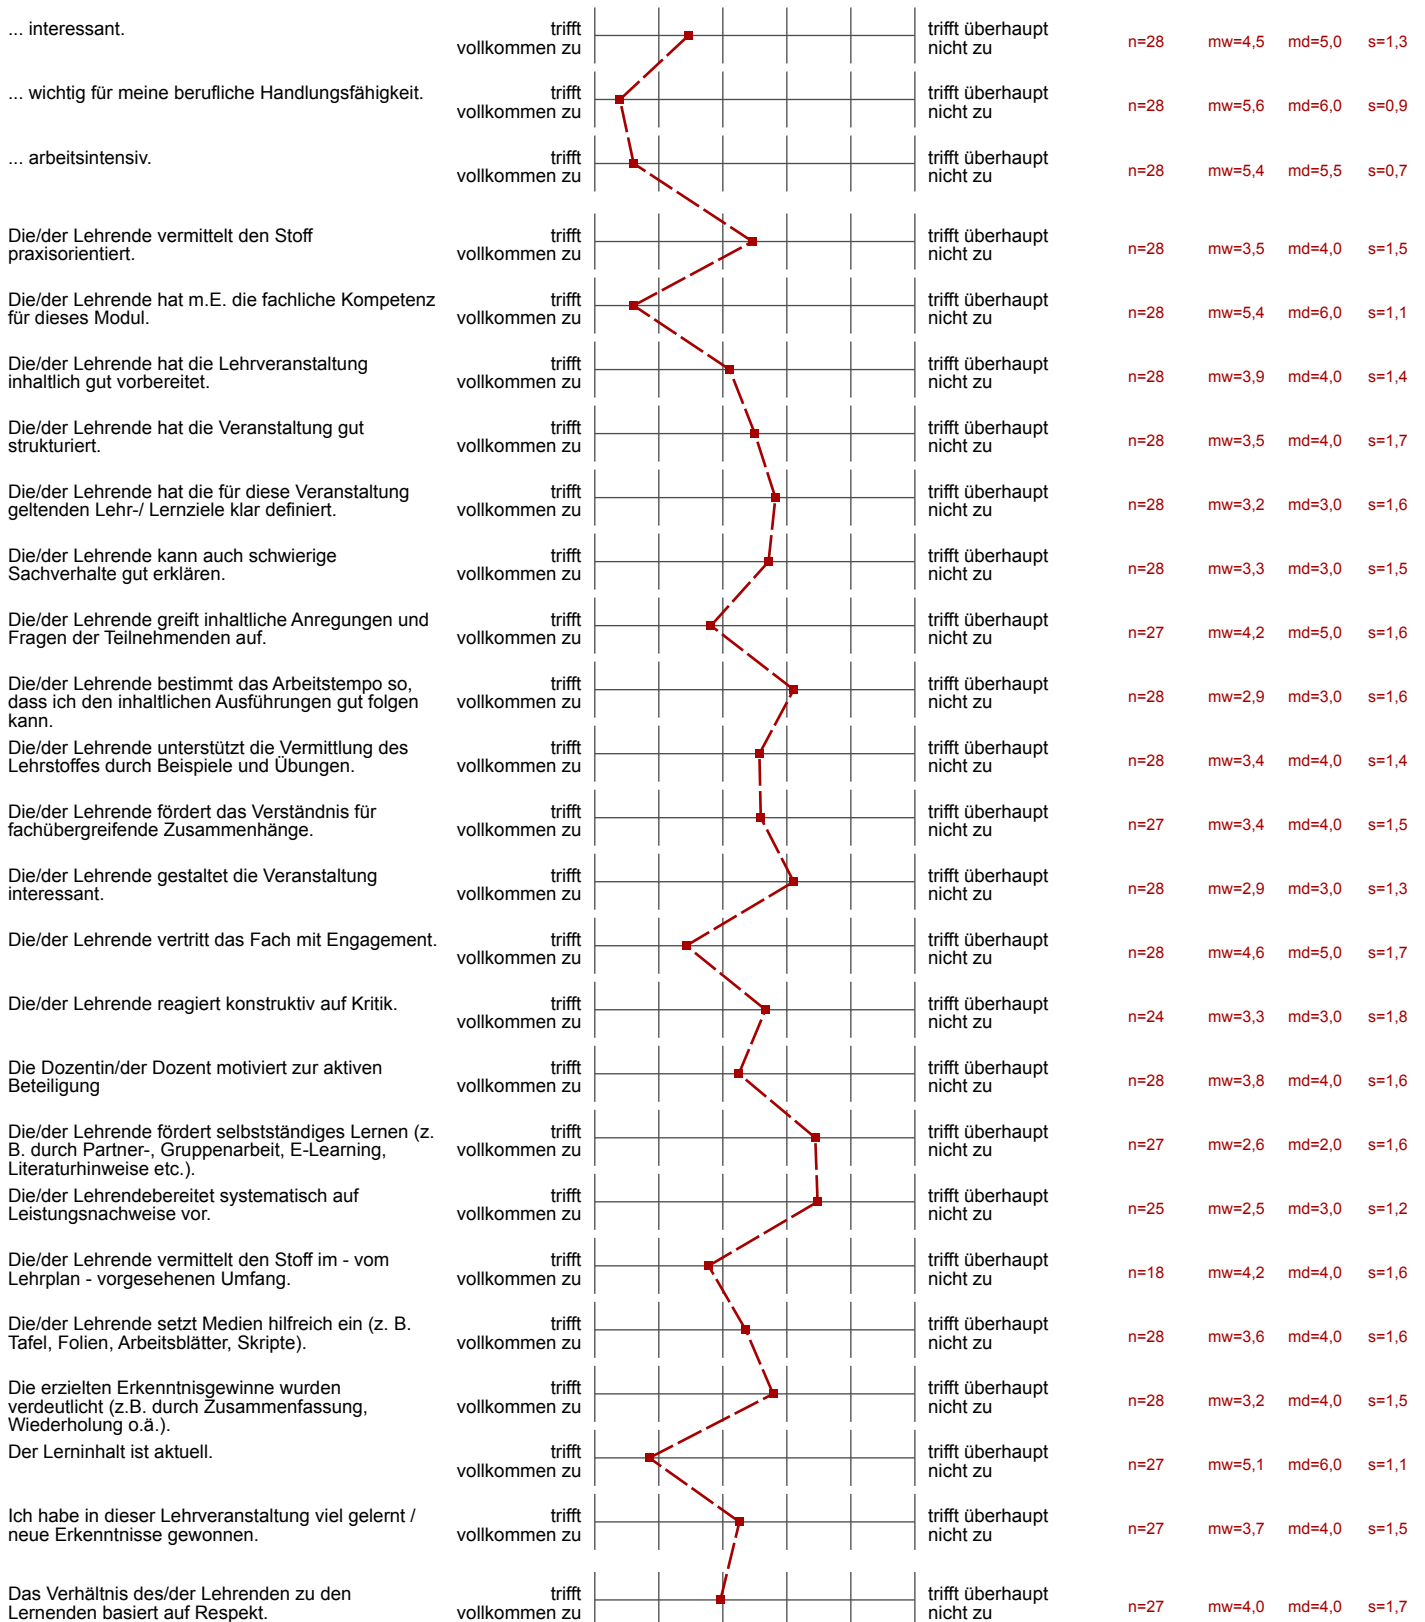 ... interessant.
trifft
vollkommen zu
trifft überhaupt
nicht zu
n=28 mw=4,5 md=5,0 s=1,3
... wichtig für meine berufliche Handlungsfähigkeit.
trifft
vollkommen zu
trifft überhaupt
nicht zu
n=28 mw=5,6 md=6,0 s=0,9
... arbeitsintensiv.
trifft
vollkommen zu
trifft überhaupt
nicht zu
n=28 mw=5,4 md=5,5 s=0,7
Die/der Lehrende vermittelt den Stoff
praxisorientiert.
trifft
vollkommen zu
trifft überhaupt
nicht zu
n=28 mw=3,5 md=4,0 s=1,5
Die/der Lehrende hat m.E. die fachliche Kompetenz
für dieses Modul.
trifft
vollkommen zu
trifft überhaupt
nicht zu
n=28 mw=5,4 md=6,0 s=1,1
Die/der Lehrende hat die Lehrveranstaltung
inhaltlich gut vorbereitet.
trifft
vollkommen zu
trifft überhaupt
nicht zu
n=28 mw=3,9 md=4,0 s=1,4
Die/der Lehrende hat die Veranstaltung gut
strukturiert.
trifft
vollkommen zu
trifft überhaupt
nicht zu
n=28 mw=3,5 md=4,0 s=1,7
Die/der Lehrende hat die für diese Veranstaltung
geltenden Lehr-/ Lernziele klar definiert.
trifft
vollkommen zu
trifft überhaupt
nicht zu
n=28 mw=3,2 md=3,0 s=1,6
Die/der Lehrende kann auch schwierige
Sachverhalte gut erklären.
trifft
vollkommen zu
trifft überhaupt
nicht zu
n=28 mw=3,3 md=3,0 s=1,5
Die/der Lehrende greift inhaltliche Anregungen und
Fragen der Teilnehmenden auf.
trifft
vollkommen zu
trifft überhaupt
nicht zu
n=27 mw=4,2 md=5,0 s=1,6
Die/der Lehrende bestimmt das Arbeitstempo so,
dass ich den inhaltlichen Ausführungen gut folgen
kann.
trifft
vollkommen zu
trifft überhaupt
nicht zu
n=28 mw=2,9 md=3,0 s=1,6
Die/der Lehrende unterstützt die Vermittlung des
Lehrstoffes durch Beispiele und Übungen.
trifft
vollkommen zu
trifft überhaupt
nicht zu
n=28 mw=3,4 md=4,0 s=1,4
Die/der Lehrende fördert das Verständnis für
fachübergreifende Zusammenhänge.
trifft
vollkommen zu
trifft überhaupt
nicht zu
n=27 mw=3,4 md=4,0 s=1,5
Die/der Lehrende gestaltet die Veranstaltung
interessant.
trifft
vollkommen zu
trifft überhaupt
nicht zu
n=28 mw=2,9 md=3,0 s=1,3
Die/der Lehrende vertritt das Fach mit Engagement.
trifft
vollkommen zu
trifft überhaupt
nicht zu
n=28 mw=4,6 md=5,0 s=1,7
Die/der Lehrende reagiert konstruktiv auf Kritik.
trifft
vollkommen zu
trifft überhaupt
nicht zu
n=24 mw=3,3 md=3,0 s=1,8
Die Dozentin/der Dozent motiviert zur aktiven
Beteiligung
trifft
vollkommen zu
trifft überhaupt
nicht zu
n=28 mw=3,8 md=4,0 s=1,6
Die/der Lehrende fördert selbstständiges Lernen (z.
B. durch Partner-, Gruppenarbeit, E-Learning,
Literaturhinweise etc.).
trifft
vollkommen zu
trifft überhaupt
nicht zu
n=27 mw=2,6 md=2,0 s=1,6
Die/der Lehrendebereitet systematisch auf
Leistungsnachweise vor.
trifft
vollkommen zu
trifft überhaupt
nicht zu
n=25 mw=2,5 md=3,0 s=1,2
Die/der Lehrende vermittelt den Stoff im - vom
Lehrplan - vorgesehenen Umfang.
trifft
vollkommen zu
trifft überhaupt
nicht zu
n=18 mw=4,2 md=4,0 s=1,6
Die/der Lehrende setzt Medien hilfreich ein (z. B.
Tafel, Folien, Arbeitsblätter, Skripte).
trifft
vollkommen zu
trifft überhaupt
nicht zu
n=28 mw=3,6 md=4,0 s=1,6
Die erzielten Erkenntnisgewinne wurden
verdeutlicht (z.B. durch Zusammenfassung,
Wiederholung o.ä.).
trifft
vollkommen zu
trifft überhaupt
nicht zu
n=28 mw=3,2 md=4,0 s=1,5
Der Lerninhalt ist aktuell.
trifft
vollkommen zu
trifft überhaupt
nicht zu
n=27 mw=5,1 md=6,0 s=1,1
Ich habe in dieser Lehrveranstaltung viel gelernt /
neue Erkenntnisse gewonnen.
trifft
vollkommen zu
trifft überhaupt
nicht zu
n=27 mw=3,7 md=4,0 s=1,5
Das Verhältnis des/der Lehrenden zu den
Lernenden basiert auf Respekt.
trifft
vollkommen zu
trifft überhaupt
nicht zu
n=27 mw=4,0 md=4,0 s=1,7